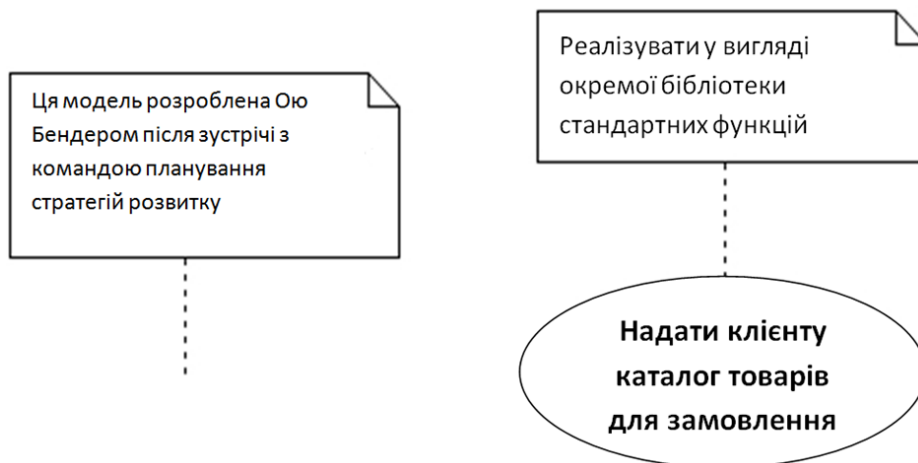 Ця модель розроблена Ою
Бендером після зустрічі з
командою планування
стратегій розвитку
Реалізувати у вигляді
окремої бібліотеки
стандартних функцій
Надати клієнту
каталог товарів
для замовлення